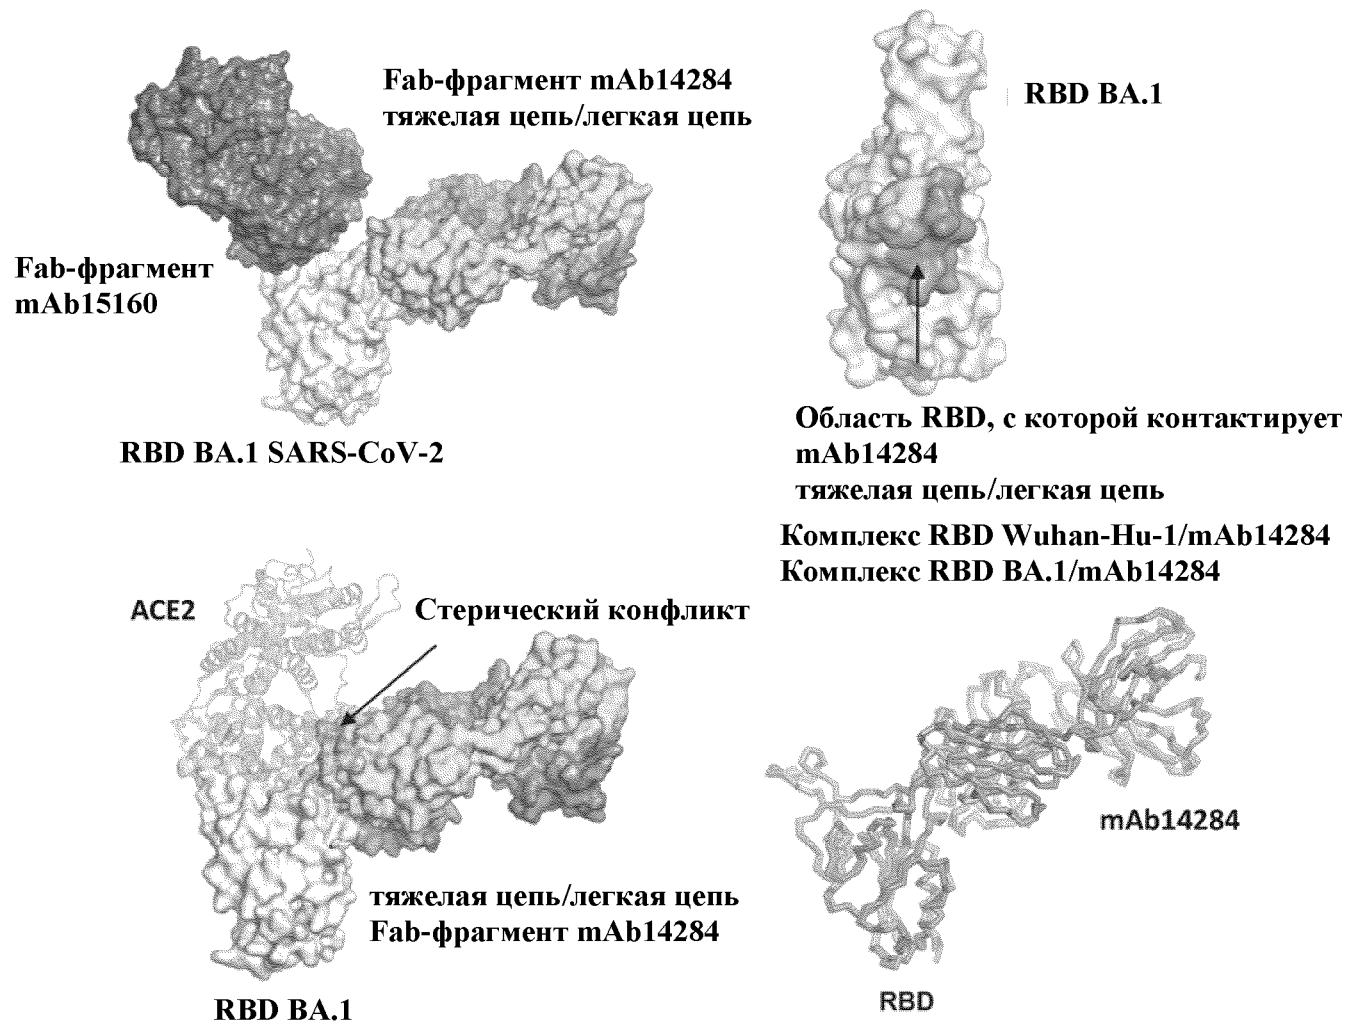 Fab-фрагмент mAb14284
тяжелая цепь/легкая цепь
Fab-фрагмент
mAb15160
RBD BA.1 SARS-CoV-2
RBD BA.1
Область RBD, с которой контактирует
mAb14284
тяжелая цепь/легкая цепь
ACE2
Стерический конфликт
тяжелая цепь/легкая цепь
Fab-фрагмент mAb14284
RBD BA.1
Комплекс RBD Wuhan-Hu-1/mAb14284
Комплекс RBD BA.1/mAb14284
mAb14284
RBD